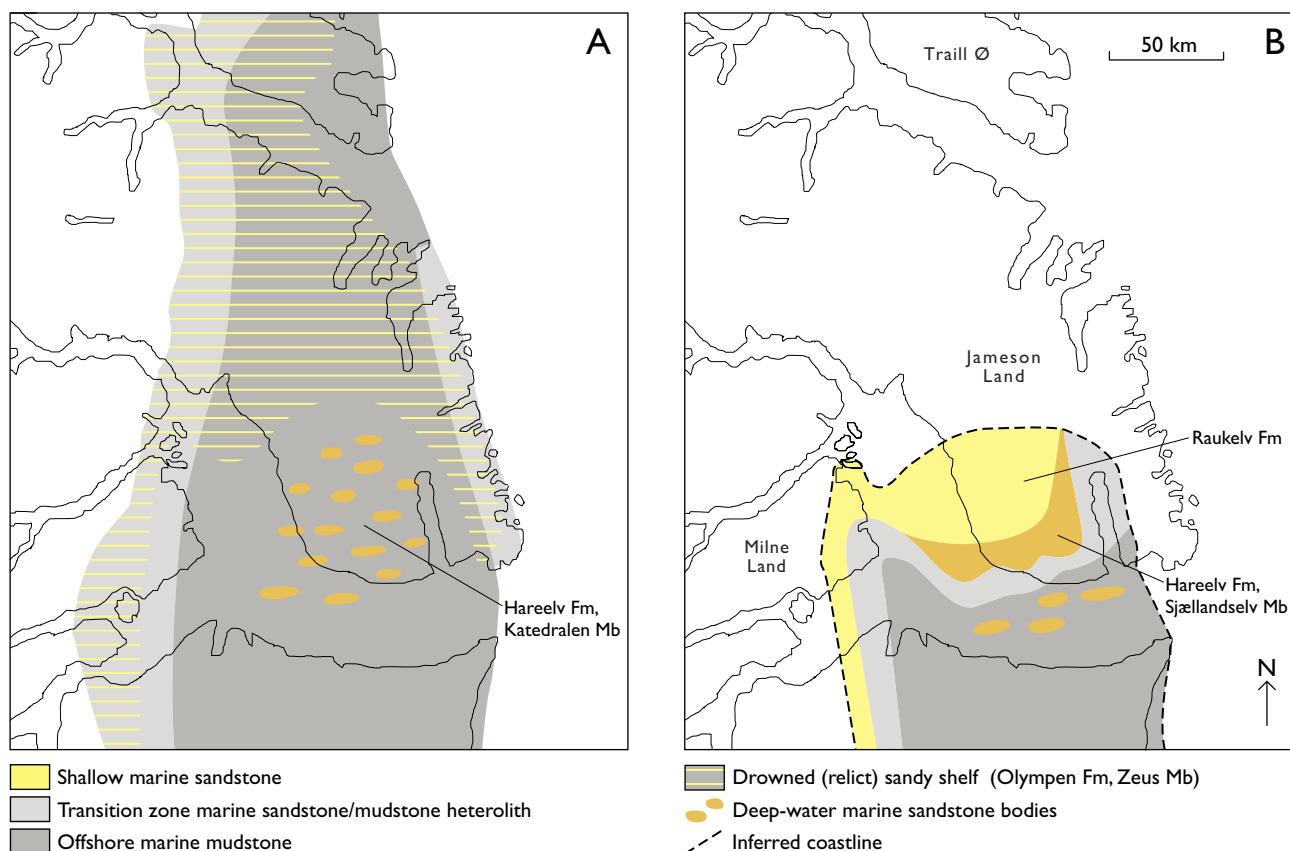 A
B
Traill Ø
50 km
Jameson
Land
Raukelv Fm
Milne
Land
Hareelv Fm,
Katedralen Mb
Hareelv Fm,
Sjællandselv Mb
N
Shallow marine sandstone
Transition zone marine sandstone/mudstone heterolith
Offshore marine mudstone
Drowned (relict) sandy shelf (Olympen Fm, Zeus Mb)
Deep-water marine sandstone bodies
Inferred coastline